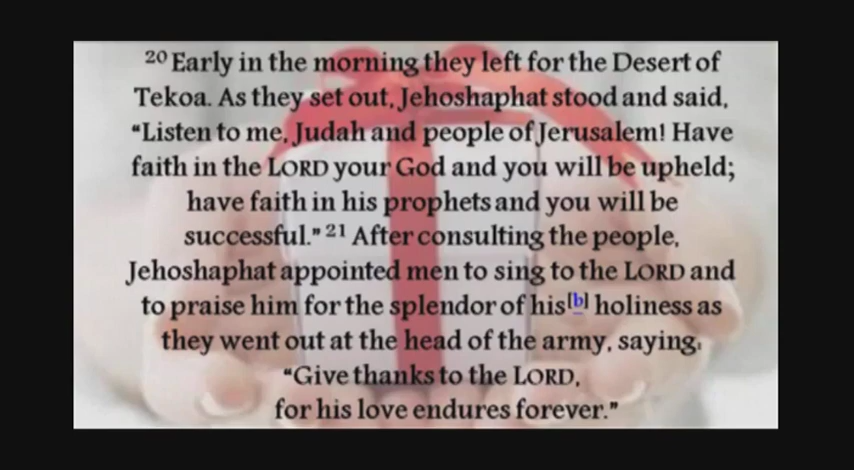 20 Early in the morning they left for the Desert of
Tekoa. As they set out, Jehoshaphat stood and said,
"Listen to me, Judah and people of Jerusalem! Have
faith in the LORD your God and you will be upheld;
have faith in his prophets and you will be
successful." 21 After consulting the people,
Jehoshaphat appointed men to sing to the LORD and
to praise him for the splendor of his[b] holiness as
they went out at the head of the army, saying:
"Give thanks to the LORD,
for his love endures forever."